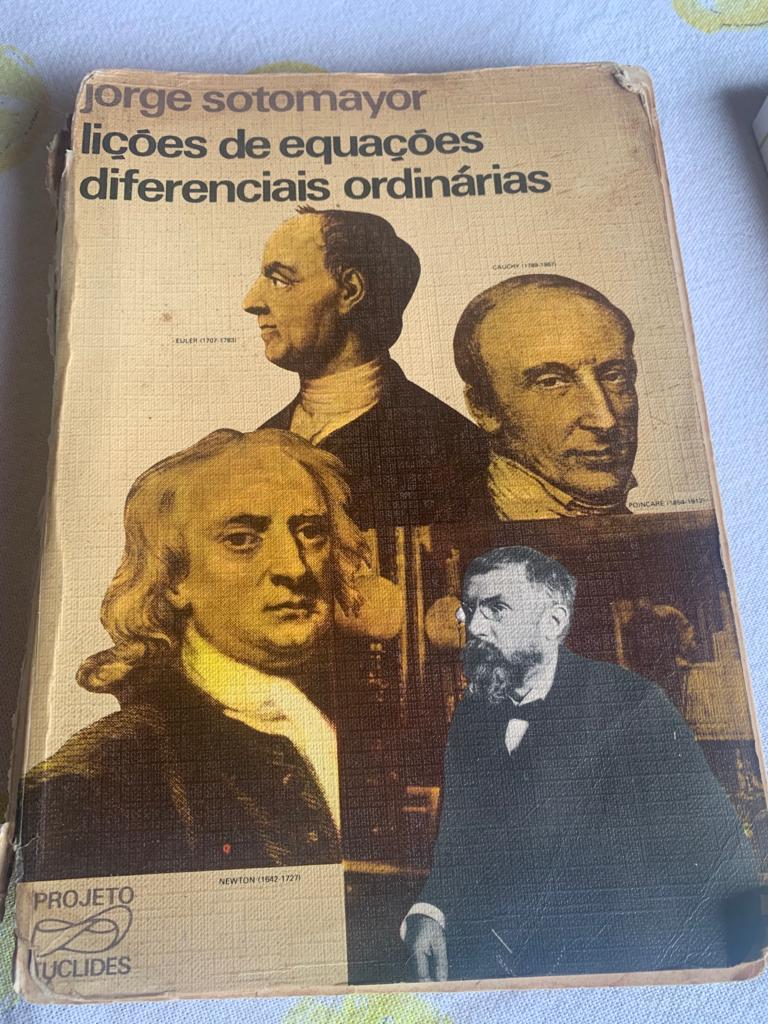 jorge sotomayor
lições de equações
diferenciais ordinárias
CAUCHY (1789-1857)
EULER (1707-1783)
POINCARÉ (1854-1912)
NEWTON (1642-1727)
PROJETO
EUCLIDES